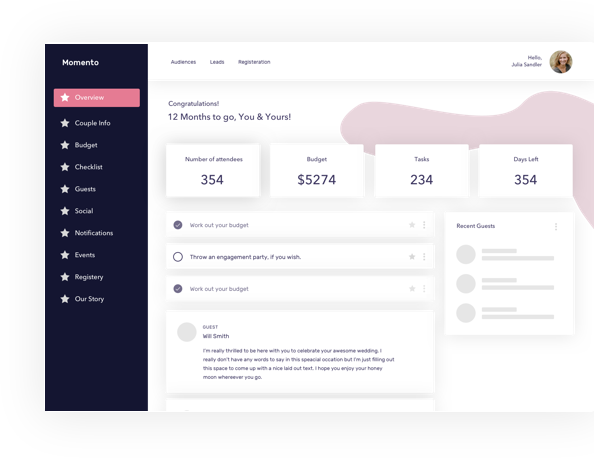 Momento
Audiences
Leads
Registeration
Hello,
Julia Sandler
Overview
Couple Info
Budget
Checklist
Guests
Social
Notifications
Events
Registery
Our Story
Congratulations!
12 Months to go, You & Yours!
Number of attendees
354
Budget
$5274
Tasks
234
Days Left
354
Work out your budget
Throw an engagement party, if you wish.
Work out your budget
Recent Guests
GUEST
Will Smith
I'm really thrilled to be here with you to celebrate your awesome wedding. I
really don't have any words to say in this speacial occation but I'm just filling out
this space to come up with a nice laid out text. I hope you enjoy your honey
moon whereever you go.